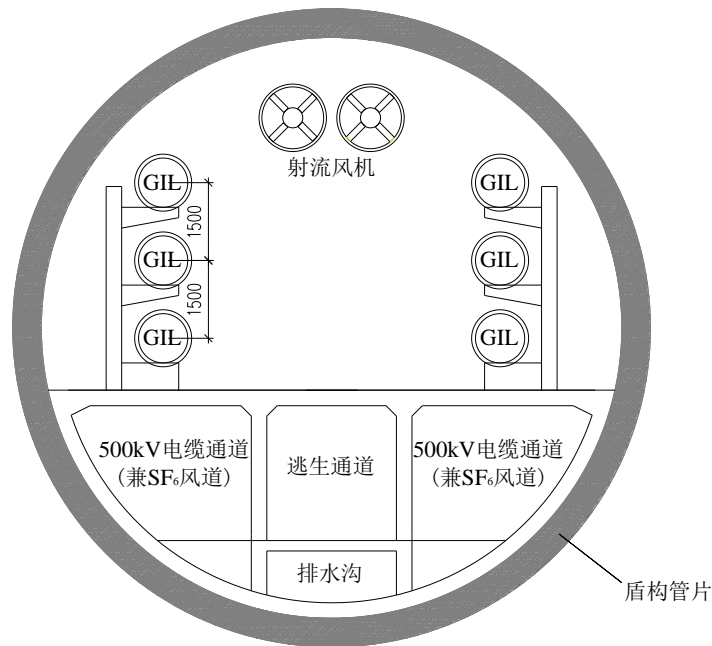 射流风机
GIL
GIL
1500
GIL
GIL
1500
GIL
GIL
500kV电缆通道
(兼SF₆风道)
逃生通道
500kV电缆通道
(兼SF₆风道)
排水沟
盾构管片